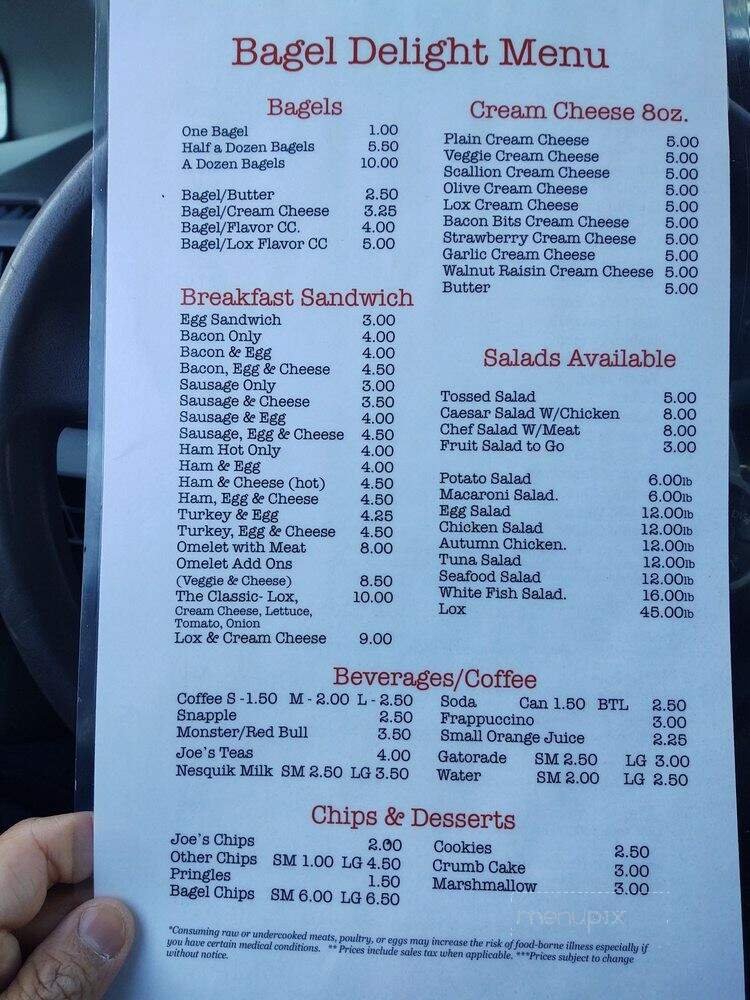 Bagel Delight Menu
Bagels
One Bagel 1.00
Half a Dozen Bagels 5.50
A Dozen Bagels 10.00
Bagel/Butter 2.50
Bagel/Cream Cheese 3.25
Bagel/Flavor CC. 4.00
Bagel/Lox Flavor CC 5.00
Breakfast Sandwich
Egg Sandwich 3.00
Bacon Only 4.00
Bacon & Egg 4.00
Bacon, Egg & Cheese 4.50
Sausage Only 3.00
Sausage & Cheese 3.50
Sausage & Egg 4.00
Sausage, Egg & Cheese 4.50
Ham Hot Only 4.00
Ham & Egg 4.00
Ham & Cheese (hot) 4.50
Ham, Egg & Cheese 4.50
Turkey & Egg 4.25
Turkey, Egg & Cheese 4.50
Omelet with Meat 8.00
Omelet Add Ons
(Veggie & Cheese) 8.50
The Classic- Lox, 10.00
Cream Cheese, Lettuce,
Tomato, Onion
Lox & Cream Cheese 9.00
Cream Cheese 8oz.
Plain Cream Cheese 5.00
Veggie Cream Cheese 5.00
Scallion Cream Cheese 5.00
Olive Cream Cheese 5.00
Lox Cream Cheese 5.00
Bacon Bits Cream Cheese 5.00
Strawberry Cream Cheese 5.00
Garlic Cream Cheese 5.00
Walnut Raisin Cream Cheese 5.00
Butter 5.00
Salads Available
Tossed Salad 5.00
Caesar Salad W/Chicken 8.00
Chef Salad W/Meat 8.00
Fruit Salad to Go 3.00
Potato Salad 6.00lb
Macaroni Salad. 6.00lb
Egg Salad 12.00lb
Chicken Salad 12.00lb
Autumn Chicken. 12.00lb
Tuna Salad 12.00lb
Seafood Salad 12.00lb
White Fish Salad. 16.00lb
Lox 45.00lb
Beverages/Coffee
Coffee S -1.50 M - 2.00 L - 2.50
Snapple 2.50
Monster/Red Bull 3.50
Joe's Teas 4.00
Nesquik Milk SM 2.50 LG 3.50
Soda Can 1.50 BTL 2.50
Frappuccino 3.00
Small Orange Juice 2.25
Gatorade SM 2.50 LG 3.00
Water SM 2.00 LG 2.50
Chips & Desserts
Joe's Chips 2.00
Other Chips SM 1.00 LG 4.50
Pringles 1.50
Bagel Chips SM 6.00 LG 6.50
Cookies 2.50
Crumb Cake 3.00
Marshmallow 3.00
menupix
*Consuming raw or undercooked meats, poultry, or eggs may increase the risk of food-borne illness especially if
you have certain medical conditions. ** Prices include sales tax when applicable. ***Prices subject to change
without notice.